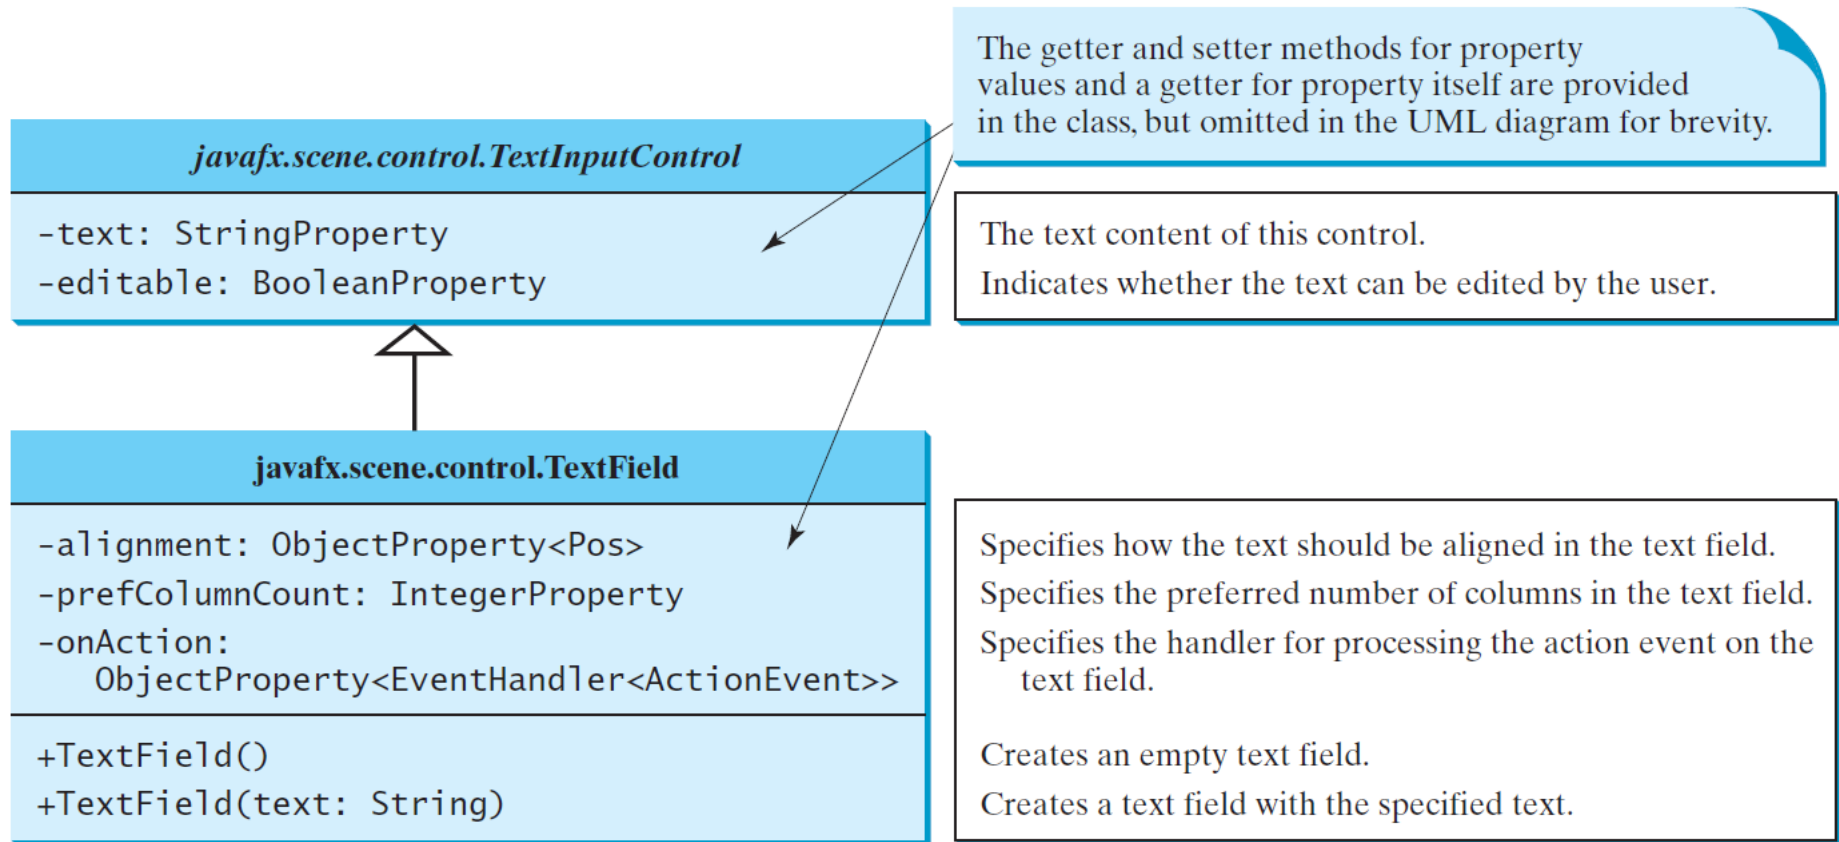 The getter and setter methods for property
values and a getter for property itself are provided
in the class, but omitted in the UML diagram for brevity.
javafx.scene.control.TextInputControl
-text: StringProperty
-editable: BooleanProperty
The text content of this control.
Indicates whether the text can be edited by the user.
javafx.scene.control.TextField
-alignment: ObjectProperty<Pos>
-prefColumnCount: IntegerProperty
-onAction:
ObjectProperty<EventHandler<ActionEvent>>
Specifies how the text should be aligned in the text field.
Specifies the preferred number of columns in the text field.
Specifies the handler for processing the action event on the
text field.
+TextField()
+TextField(text: String)
Creates an empty text field.
Creates a text field with the specified text.